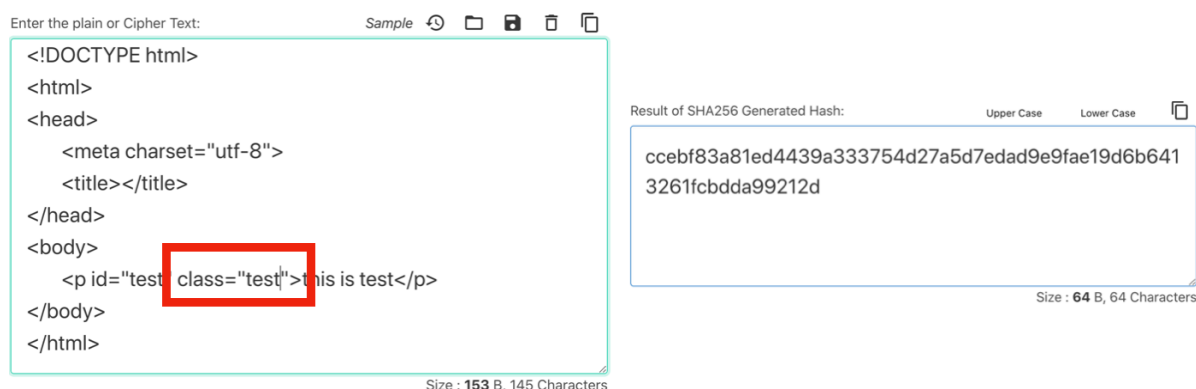 Enter the plain or Cipher Text: Sample
<!DOCTYPE html>
<html>
<head>
<meta charset="utf-8">
<title></title>
</head>
<body>
<p id="test" class="test">this is test</p>
</body>
</html>
Size : 153 B, 145 Characters
Result of SHA256 Generated Hash: Upper Case Lower Case
ccebf83a81ed4439a333754d27a5d7edad9e9fae19d6b641
3261fcbdda99212d
Size : 64 B, 64 Characters